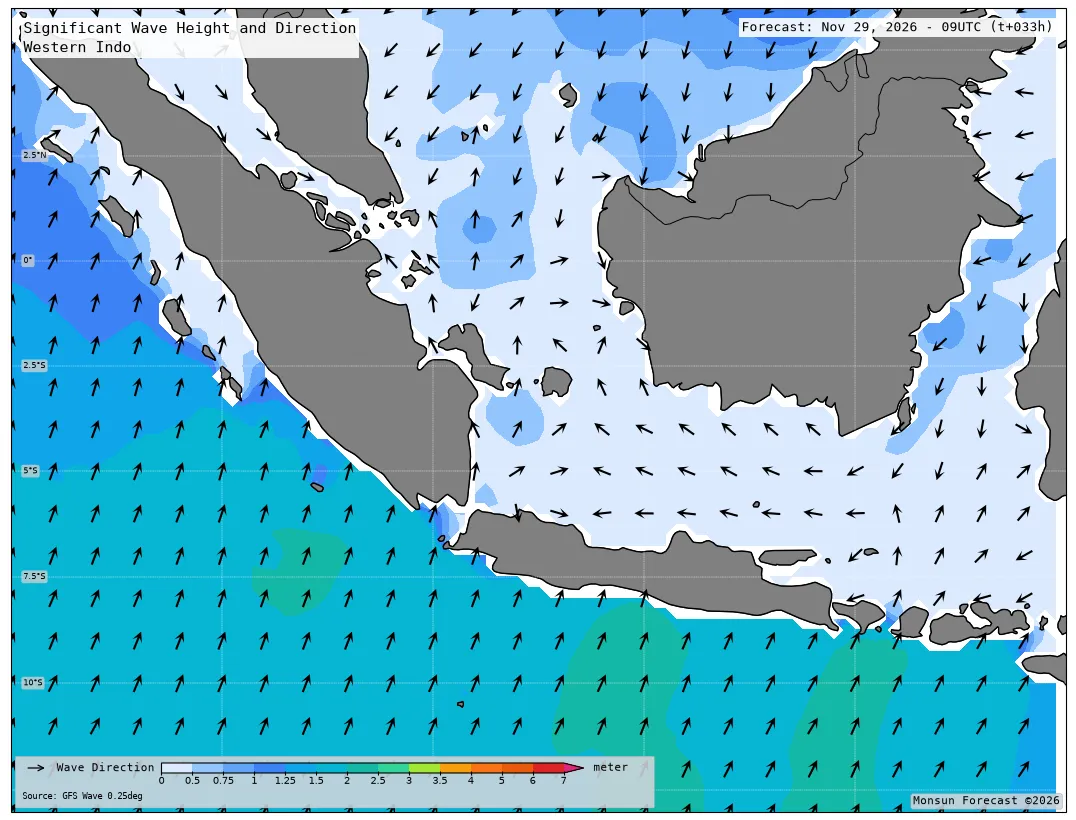 Significant Wave Height and Direction
Western Indo
Forecast: Nov 29, 2026 - 09UTC (t+033h)
2.5°N
0°
2.5°S
5°S
7.5°S
10°S
Wave Direction
meter
0 0.5 0.75 1 1.25 1.5 2 2.5 3 3.5 4 5 6 7
Source: GFS Wave 0.25deg
Monsun Forecast ©2026